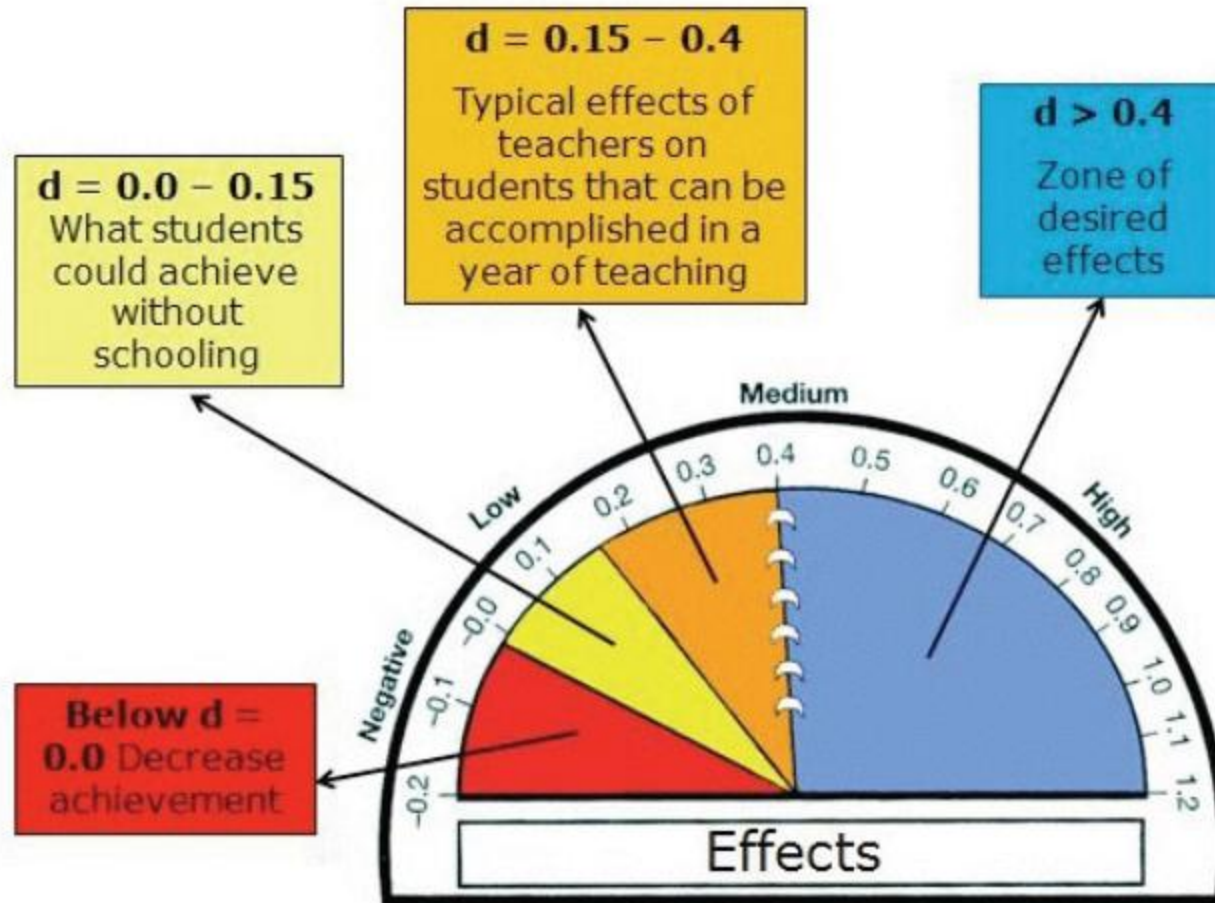 d = 0.15 – 0.4
Typical effects of
teachers on
students that can be
accomplished in a
year of teaching
d > 0.4
Zone of
desired
effects
d = 0.0 – 0.15
What students
could achieve
without
schooling
Below d =
0.0 Decrease
achievement
Negative
Low
Medium
High
–0.2
–0.1
–0.0
0.1
0.2
0.3
0.4
0.5
0.6
0.7
0.8
0.9
1.0
1.1
1.2
Effects